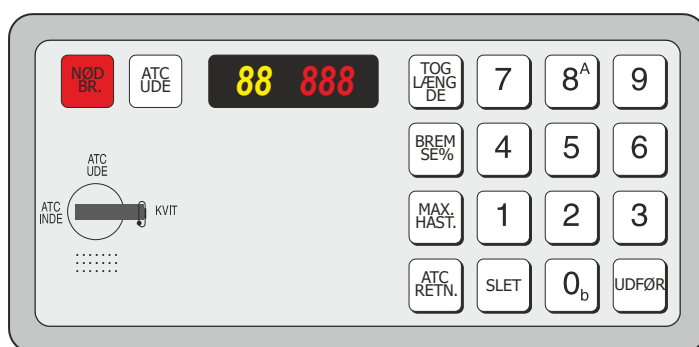 NØD
BR.
ATC
UDE
88 888
TOG
LÆNG
DE
7
8A
9
BREM
SE%
4
5
6
ATC
UDE
ATC
INDE
KVIT
MAX.
HAST.
1
2
3
ATC
RETN.
SLET
0b
UDFØR